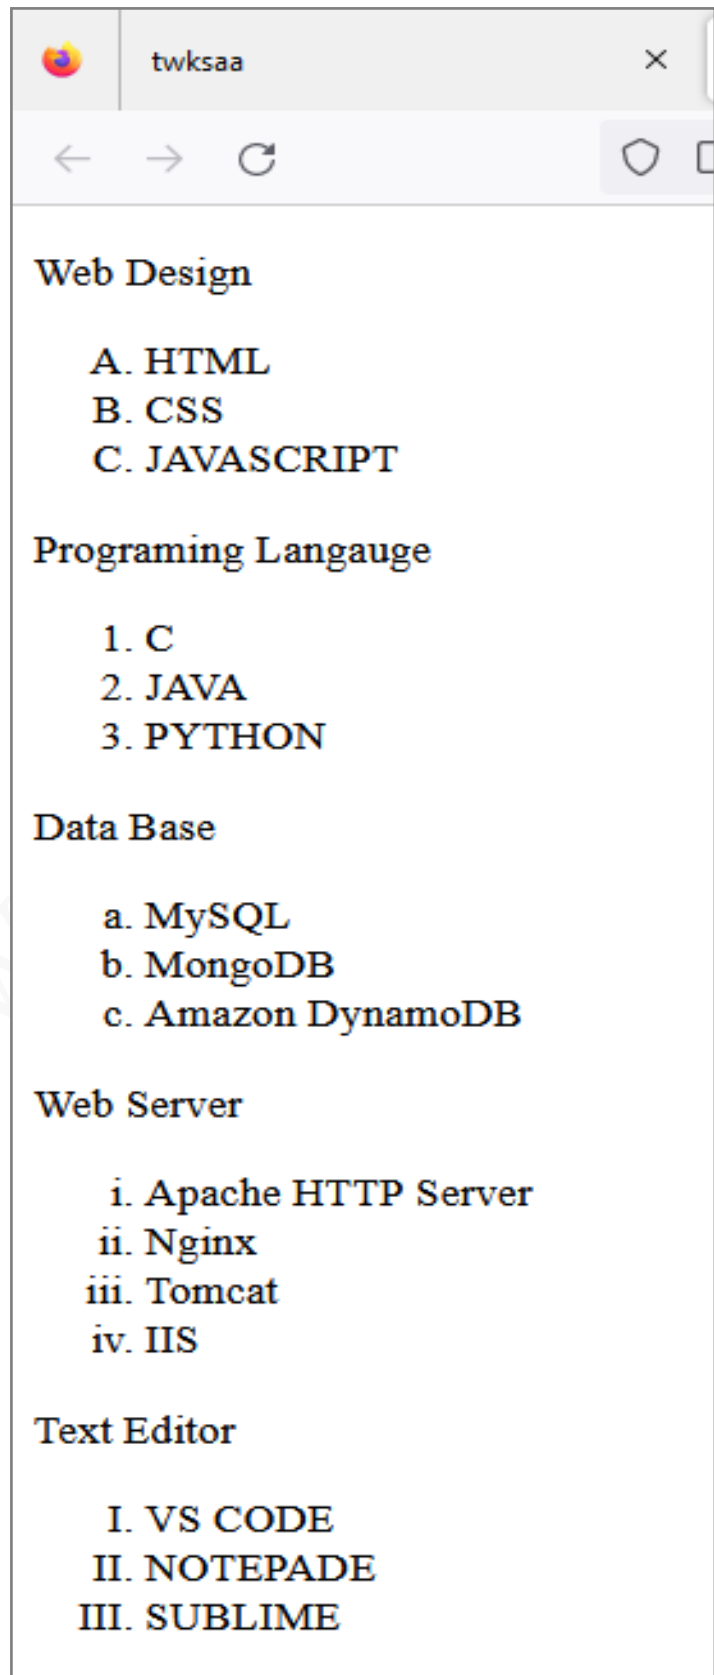 twksaa
Web Design
A. HTML
B. CSS
C. JAVASCRIPT
Programing Langauge
1. C
2. JAVA
3. PYTHON
Data Base
a. MySQL
b. MongoDB
c. Amazon DynamoDB
Web Server
i. Apache HTTP Server
ii. Nginx
iii. Tomcat
iv. IIS
Text Editor
I. VS CODE
II. NOTEPADE
III. SUBLIME